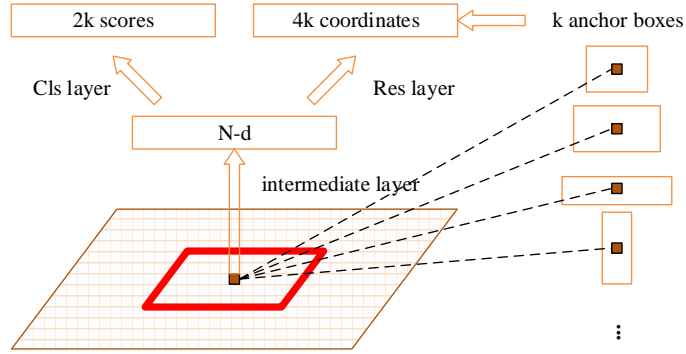 2k scores
4k coordinates
k anchor boxes
Cls layer
Res layer
N-d
intermediate layer